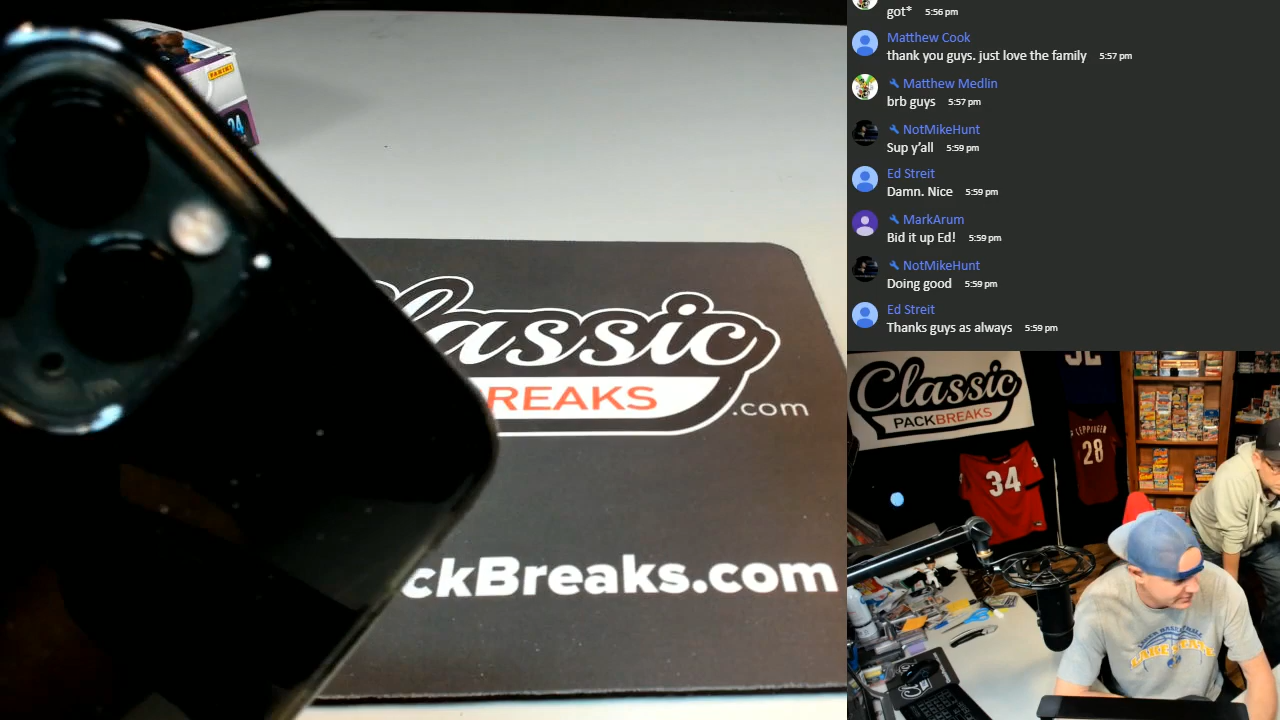 got* 5:56 pm
Matthew Cook
thank you guys. just love the family 5:57 pm
Matthew Medlin
brb guys 5:57 pm
NotMikeHunt
Sup y'all 5:59 pm
Ed Streit
Damn. Nice 5:59 pm
MarkArum
Bid it up Ed! 5:59 pm
NotMikeHunt
Doing good 5:59 pm
Ed Streit
Thanks guys as always 5:59 pm
PANINI
24
lassic
REAKS
.com
ckBreaks.com
Classic
PACKBREAKS
34
LEPPINGER
28